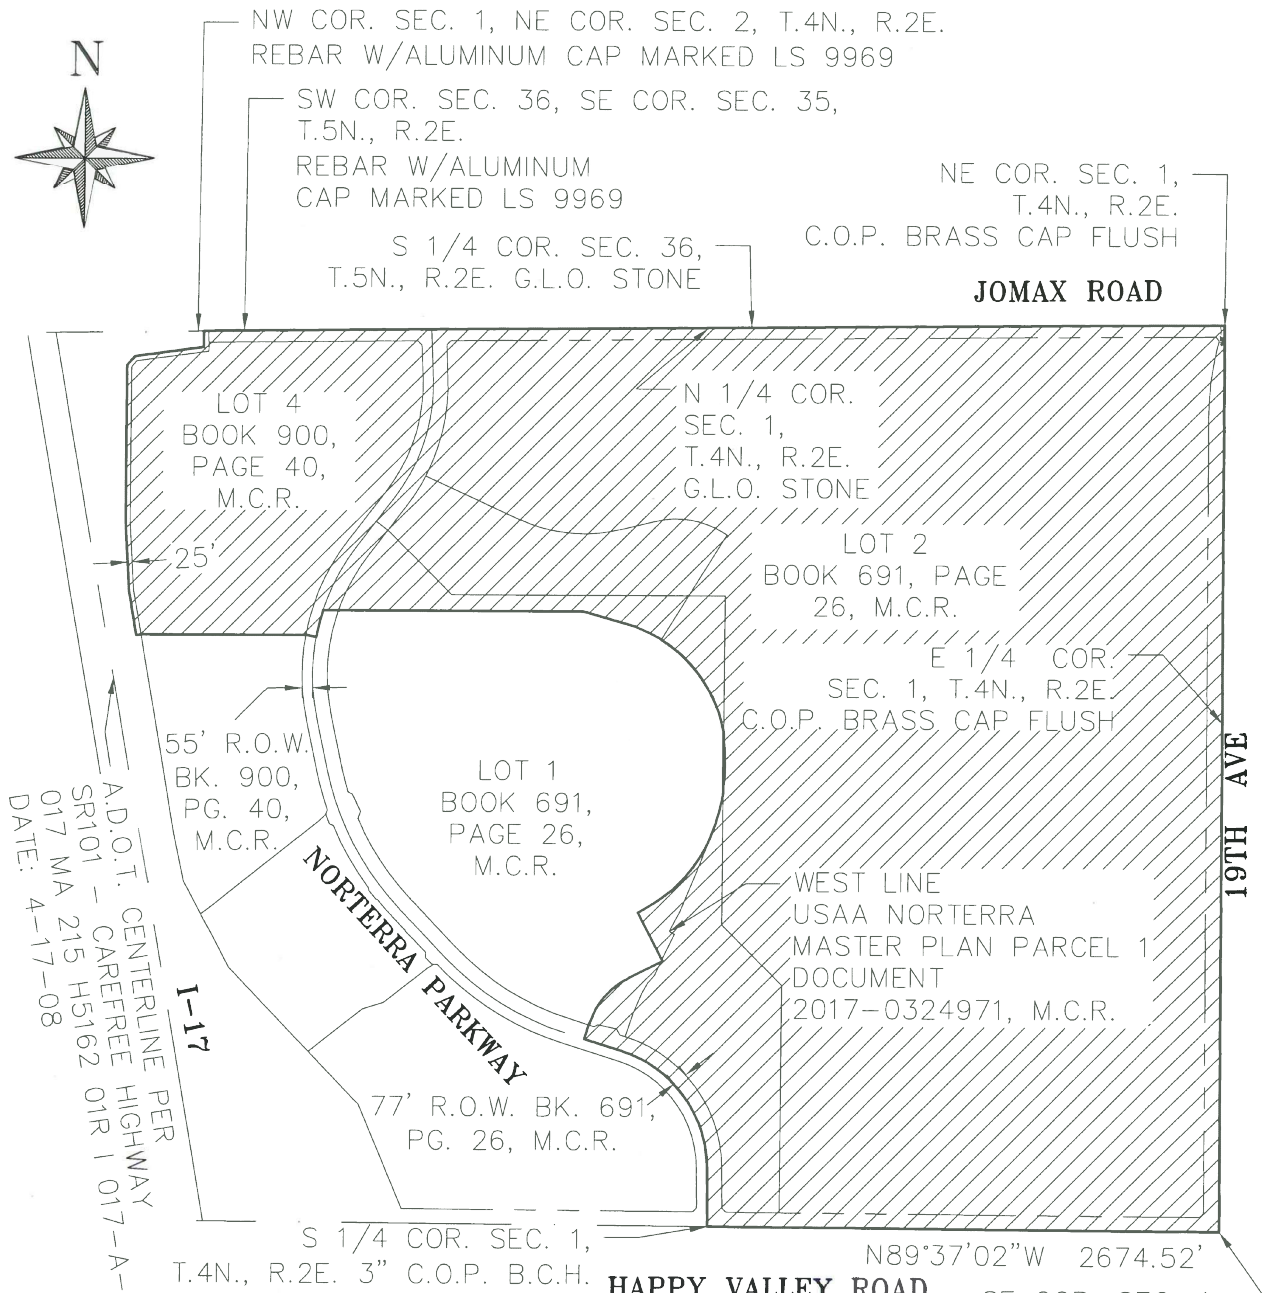 NW COR. SEC. 1, NE COR. SEC. 2, T.4N., R.2E.
REBAR W/ALUMINUM CAP MARKED LS 9969
N
SW COR. SEC. 36, SE COR. SEC. 35,
T.5N., R.2E.
REBAR W/ALUMINUM
CAP MARKED LS 9969
NE COR. SEC. 1,
T.4N., R.2E.
C.O.P. BRASS CAP FLUSH
S 1/4 COR. SEC. 36,
T.5N., R.2E. G.L.O. STONE
JOMAX ROAD
LOT 4
BOOK 900,
PAGE 40,
M.C.R.
N 1/4 COR.
SEC. 1,
T.4N., R.2E.
G.L.O. STONE
25'
LOT 2
BOOK 691, PAGE
26, M.C.R.
E 1/4 COR.
SEC. 1, T.4N., R.2E.
C.O.P. BRASS CAP FLUSH
19TH AVE
55' R.O.W.
BK. 900,
PG. 40,
M.C.R.
LOT 1
BOOK 691,
PAGE 26,
M.C.R.
A.D.O.T. CENTERLINE PER
SR101 - CAREFREE HIGHWAY
017 MA 215 H5162 01R I 017-A-
DATE: 4-17-08
I-17
NORTERRA PARKWAY
WEST LINE
USAA NORTERRA
MASTER PLAN PARCEL 1
DOCUMENT
2017-0324971, M.C.R.
77' R.O.W. BK. 691,
PG. 26, M.C.R.
S 1/4 COR. SEC. 1,
T.4N., R.2E. 3" C.O.P. B.C.H.
N89°37'02"W 2674.52'
HAPPY VALLEY ROAD